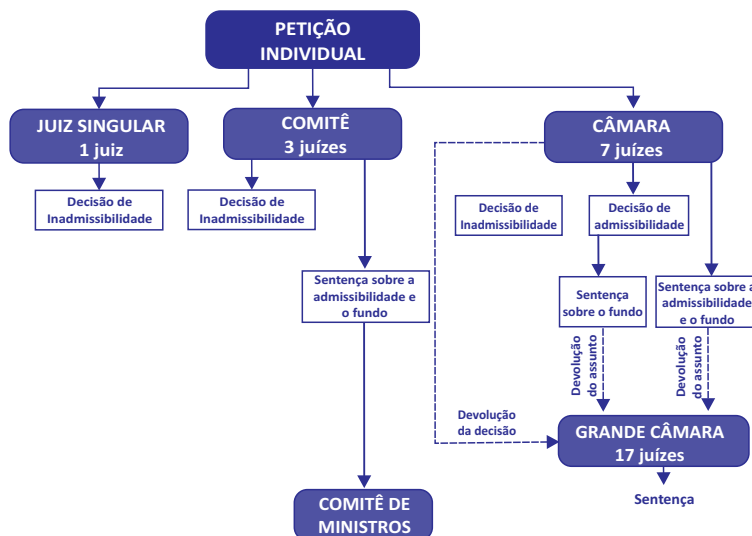 PETIÇÃO
INDIVIDUAL
JUIZ SINGULAR
1 juiz
COMITÊ
3 juízes
CÂMARA
7 juízes
Decisão de
Inadmissibilidade
Decisão de
Inadmissibilidade
Decisão de
Inadmissibilidade
Decisão de
admissibilidade
Sentença sobre a
admissibilidade e
o fundo
Sentença
sobre o fundo
Sentença sobre a
admissibilidade
e o fundo
Devolução
do assunto
Devolução
do assunto
Devolução
da decisão
GRANDE CÂMARA
17 juízes
Sentença
COMITÊ DE
MINISTROS